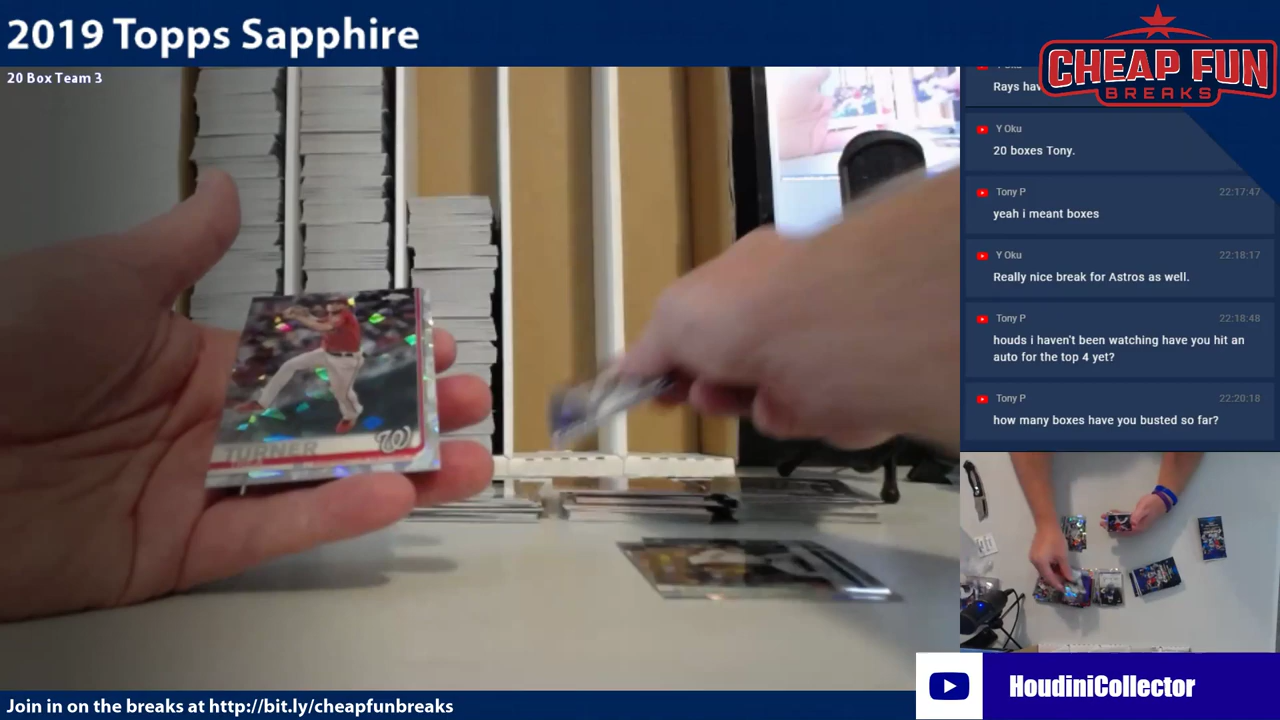 2019 Topps Sapphire
20 Box Team 3
CHEAP FUN
BREAKS
Rays hav
Y Oku
20 boxes Tony.
Tony P 22:17:47
yeah i meant boxes
Y Oku 22:18:17
Really nice break for Astros as well.
Tony P 22:18:48
houds i haven't been watching have you hit an
auto for the top 4 yet?
Tony P 22:20:18
how many boxes have you busted so far?
TURNER
W
HoudiniCollector
Join in on the breaks at http://bit.ly/cheapfunbreaks